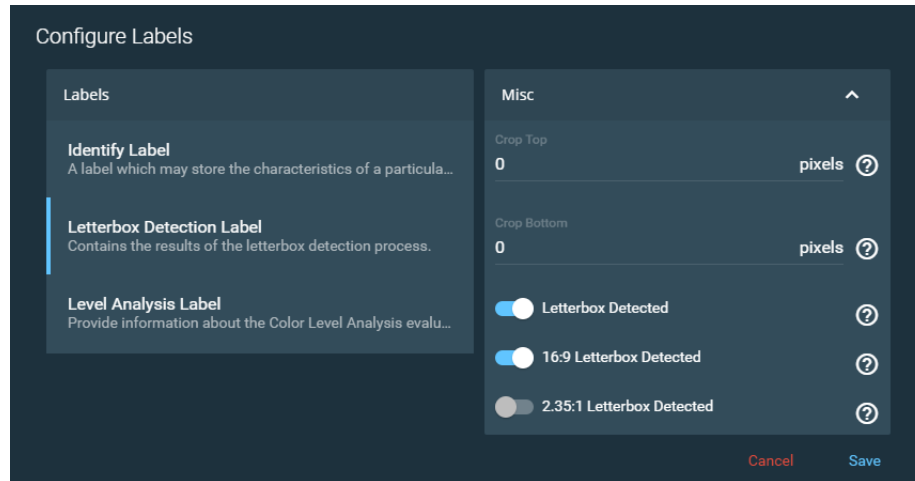 Configure Labels
Labels
Identify Label
A label which may store the characteristics of a particula...
Letterbox Detection Label
Contains the results of the letterbox detection process.
Level Analysis Label
Provide information about the Color Level Analysis evalu...
Misc
Crop Top
0 pixels
Crop Bottom
0 pixels
Letterbox Detected
16:9 Letterbox Detected
2.35:1 Letterbox Detected
Cancel Save